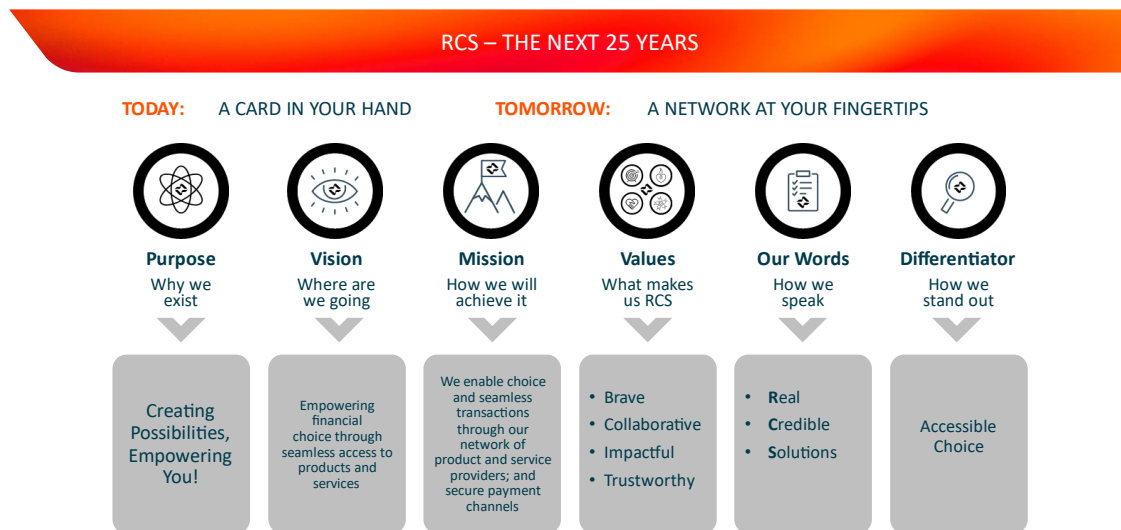 RCS – THE NEXT 25 YEARS
TODAY: A CARD IN YOUR HAND
TOMORROW: A NETWORK AT YOUR FINGERTIPS
Purpose
Why we
exist
Creating
Possibilities,
Empowering
You!
Vision
Where are
we going
Empowering
financial
choice through
seamless access to
products and
services
Mission
How we will
achieve it
We enable choice
and seamless
transactions
through our
network of
product and service
providers; and
secure payment
channels
Values
What makes
us RCS
• Brave
• Collaborative
• Impactful
• Trustworthy
Our Words
How we
speak
• Real
• Credible
• Solutions
Differentiator
How we
stand out
Accessible
Choice